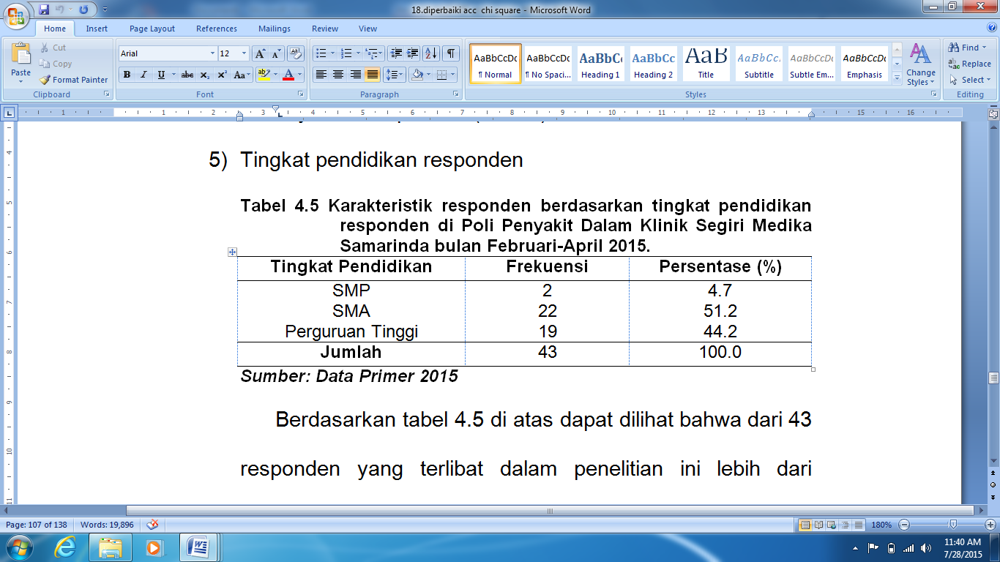 18.diperbaiki acc chi square - Microsoft Word
Home Insert Page Layout References Mailings Review View
Paste
Cut
Copy
Format Painter
Clipboard
Arial 12
Font
Paragraph
AaBbCcDc AaBbCcDc AaBbC AaBbCc AaB AaBbCc. AaBbCcDc AaBbCcDc
¶ Normal ¶ No Spaci... Heading 1 Heading 2 Title Subtitle Subtle Em... Emphasis
Change Styles
Styles
Find
Replace
Select
Editing
5) Tingkat pendidikan responden
Tabel 4.5 Karakteristik responden berdasarkan tingkat pendidikan
responden di Poli Penyakit Dalam Klinik Segiri Medika
Samarinda bulan Februari-April 2015.
Tingkat Pendidikan Frekuensi Persentase (%)
SMP 2 4.7
SMA 22 51.2
Perguruan Tinggi 19 44.2
Jumlah 43 100.0
Sumber: Data Primer 2015
Berdasarkan tabel 4.5 di atas dapat dilihat bahwa dari 43
responden yang terlibat dalam penelitian ini lebih dari
Page: 107 of 138 Words: 19,896 180%
11:40 AM
7/28/2015